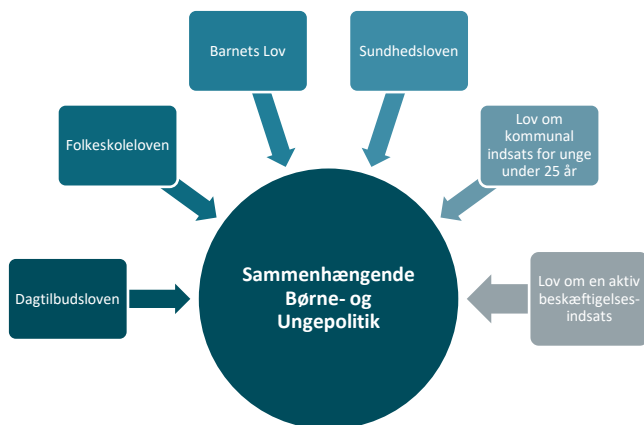 Barnets Lov
Sundhedsloven
Folkeskoleloven
Lov om
kommunal
indsats for unge
under 25 år
Dagtilbudsloven
Sammenhængende
Børne- og
Ungepolitik
Lov om en aktiv
beskæftigelses-
indsats